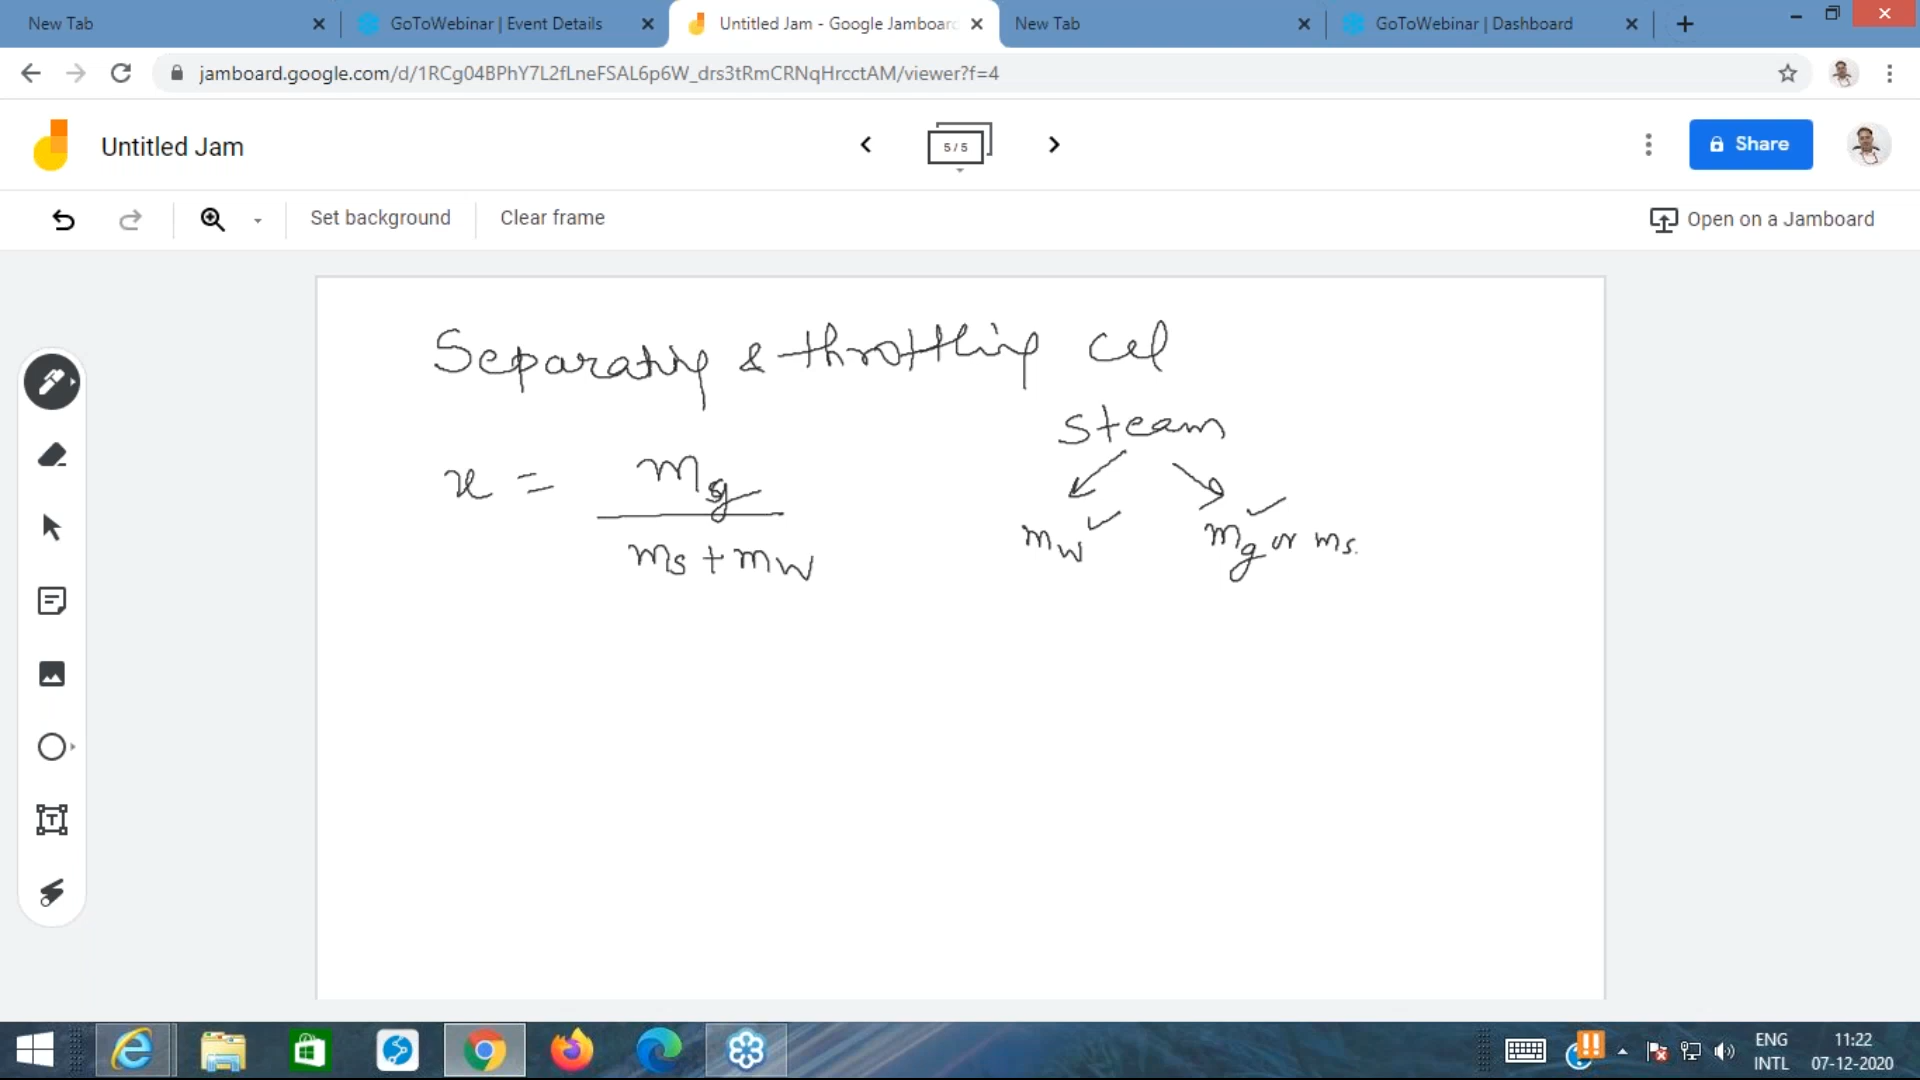 New Tab
GoToWebinar | Event Details
Untitled Jam - Google Jamboard
New Tab
GoToWebinar | Dashboard
jamboard.google.com/d/1RCg04BPhY7L2fLneFSAL6p6W_drs3tRmCRNqHrcctAM/viewer?f=4
Untitled Jam
5 / 5
Share
Set background
Clear frame
Open on a Jamboard
Separating & throttling cal
steam
x = mg / ms + mw
mw ✓
mg or ms. ✓
ENG
INTL
11:22
07-12-2020